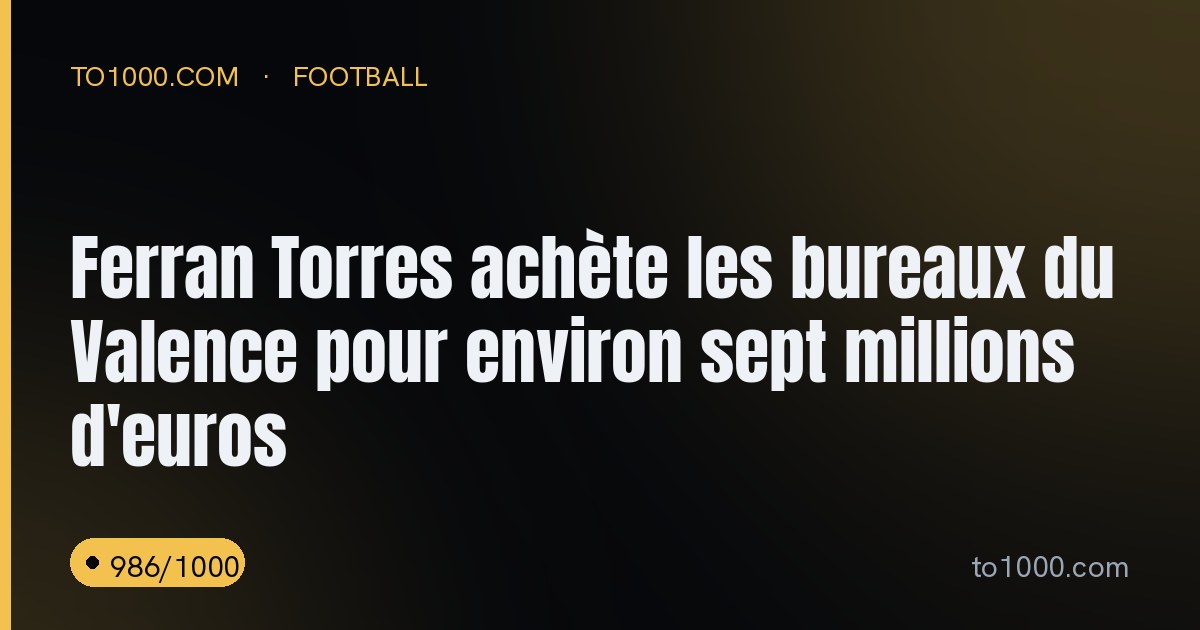 TO1000.COM · FOOTBALL
Ferran Torres achète les bureaux du
Valence pour environ sept millions
d'euros
986/1000
to1000.com